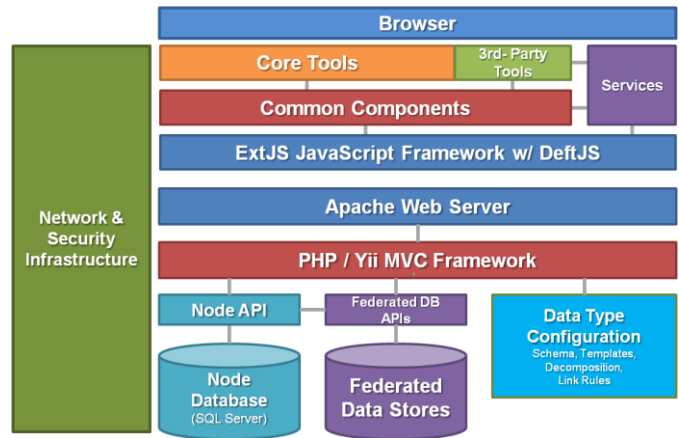 Browser
Core Tools
3rd- Party
Tools
Services
Common Components
ExtJS JavaScript Framework w/ DeftJS
Network &
Security
Infrastructure
Apache Web Server
PHP / Yii MVC Framework
Node API
Federated DB
APIs
Data Type
Configuration
Schema, Templates,
Decomposition,
Link Rules
Node
Database
(SQL Server)
Federated
Data Stores